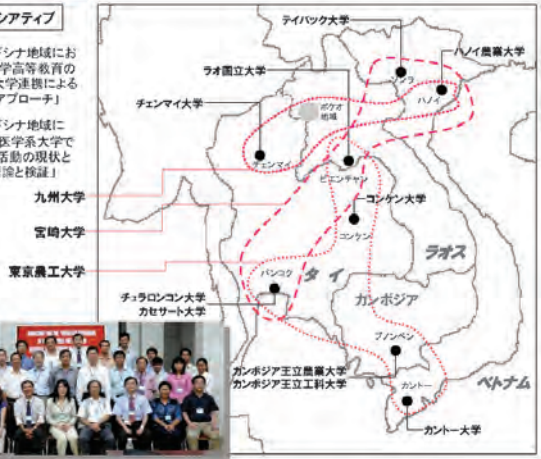 シアティブ
ドシナ地域にお
学高等教育の
大学連携による
アプローチ」
ドシナ地域に
医学系大学で
活動の現状と
論と検証」
九州大学
宮崎大学
東京農工大学
テイバック大学
ハノイ農業大学
ラオ国立大学
チェンマイ大学
ソンラ
ハノイ
ボケオ
地域
チェンマイ
ビエンチャン
コンケン大学
コンケン
ラオス
バンコク
タイ
カンボジア
チュラロンコン大学
カセサート大学
プノンペン
カンボジア王立農業大学
カンボジア王立工科大学
カントー
ベトナム
カントー大学